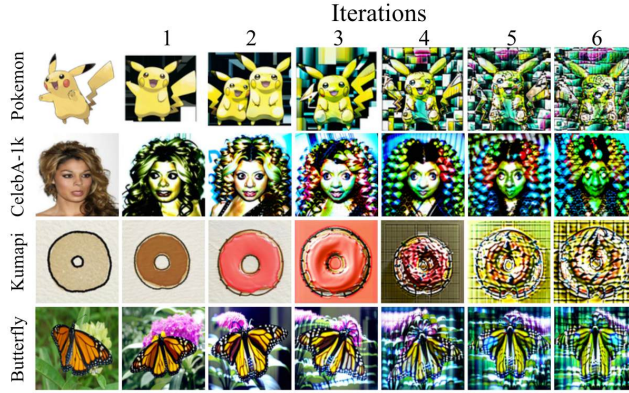 Iterations
1 2 3 4 5 6
Pokemon
CelebA-1k
Kumapi
Butterfly